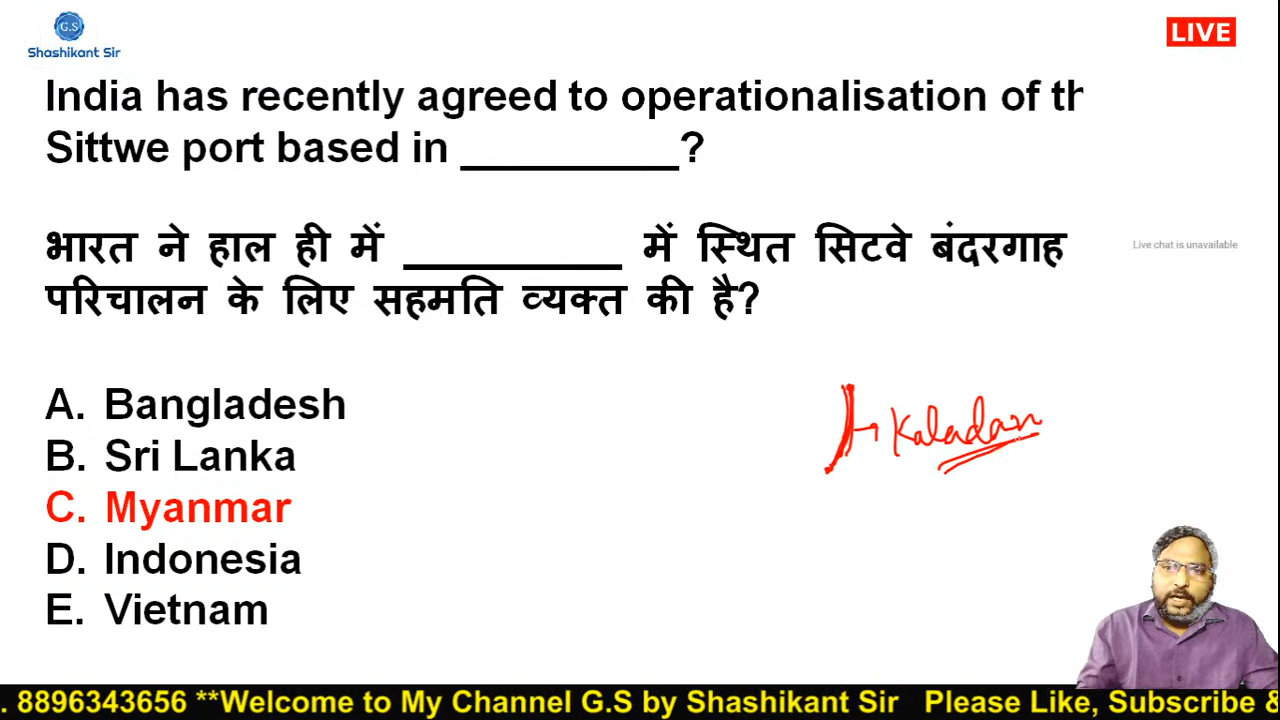 G.S
Shashikant Sir
LIVE
India has recently agreed to operationalisation of th
Sittwe port based in __________?
भारत ने हाल ही में __________ में स्थित सिटवे बंदरगाह
परिचालन के लिए सहमति व्यक्त की है?
Live chat is unavailable
A. Bangladesh
B. Sri Lanka
C. Myanmar
D. Indonesia
E. Vietnam
Kaladan
. 8896343656 **Welcome to My Channel G.S by Shashikant Sir Please Like, Subscribe &